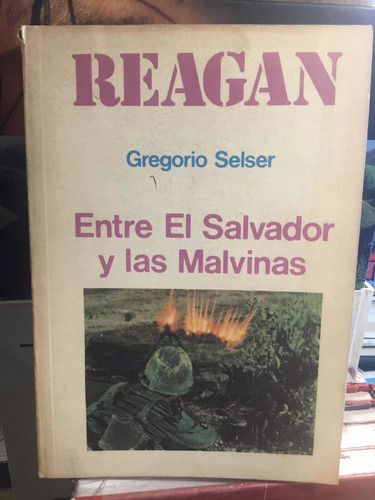 REAGAN
Gregorio Selser
Entre El Salvador
y las Malvinas